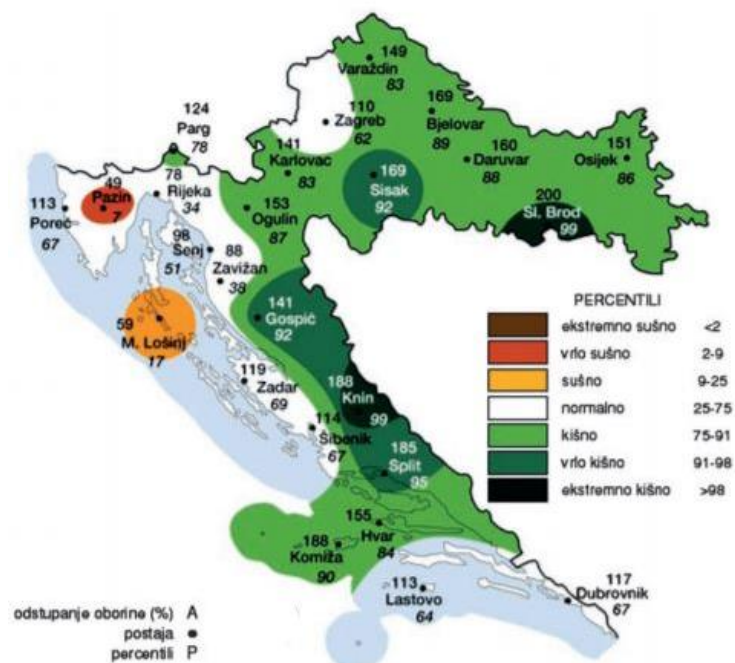 149
Varaždin
83
124
Parg
78
110
Zagreb
62
169
Bjelovar
89
141
Karlovac
83
160
Daruvar
88
151
Osijek
86
169
Sisak
92
200
Sl. Brod
99
49
Pazin
7
78
Rijeka
34
113
Poreč
67
153
Ogulin
87
98
Senj
51
88
Zavižan
38
141
Gospić
92
59
M. Lošinj
17
119
Zadar
69
188
Knin
99
114
Šibenik
67
185
Split
95
155
Hvar
84
188
Komiža
90
113
Lastovo
64
117
Dubrovnik
67
PERCENTILI
ekstremno sušno <2
vrlo sušno 2-9
sušno 9-25
normalno 25-75
kišno 75-91
vrlo kišno 91-98
ekstremno kišno >98
odstupanje oborine (%) A
postaja ●
percentili P